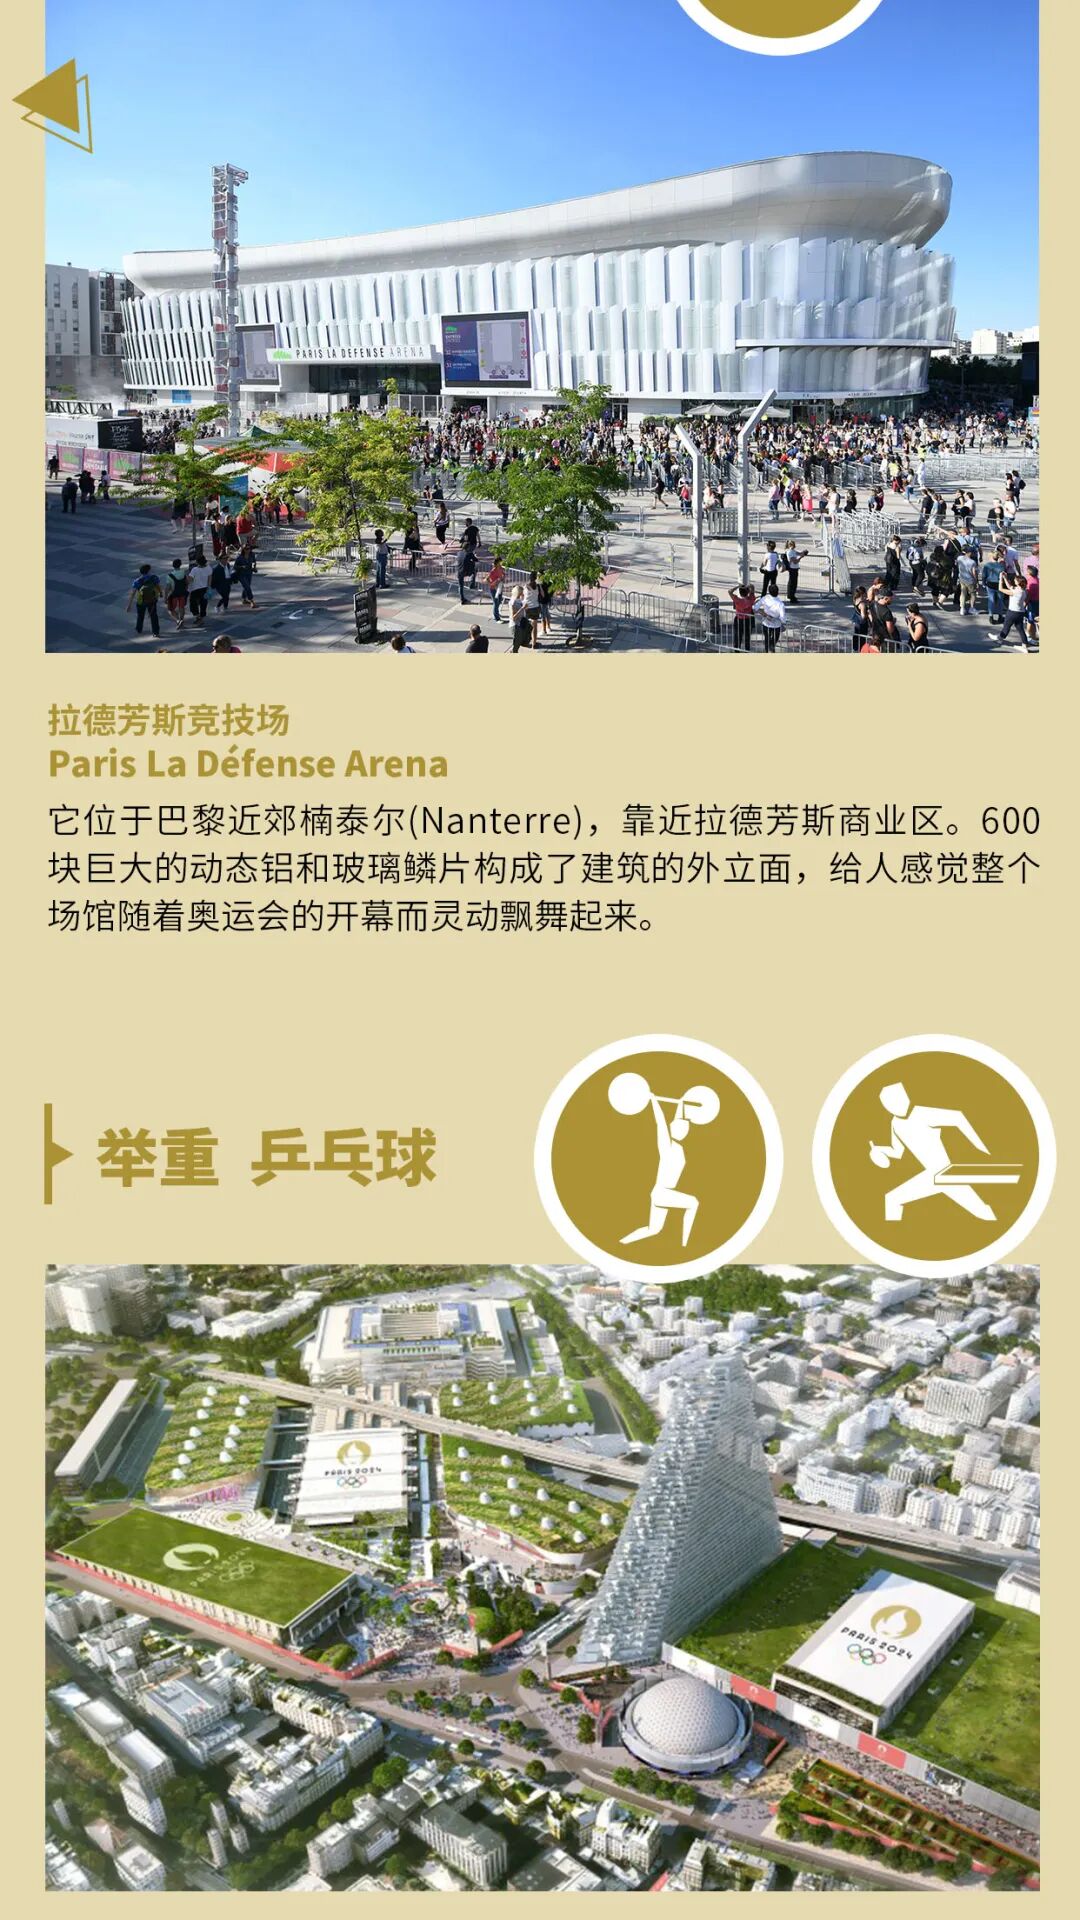 PARIS LA DEFENSE ARENA
拉德芳斯竞技场
Paris La Défense Arena
它位于巴黎近郊楠泰尔(Nanterre)，靠近拉德芳斯商业区。600
块巨大的动态铝和玻璃鳞片构成了建筑的外立面，给人感觉整个
场馆随着奥运会的开幕而灵动飘舞起来。
举重 乒乓球
PARIS 2024
PARIS 2024
PARIS 2024